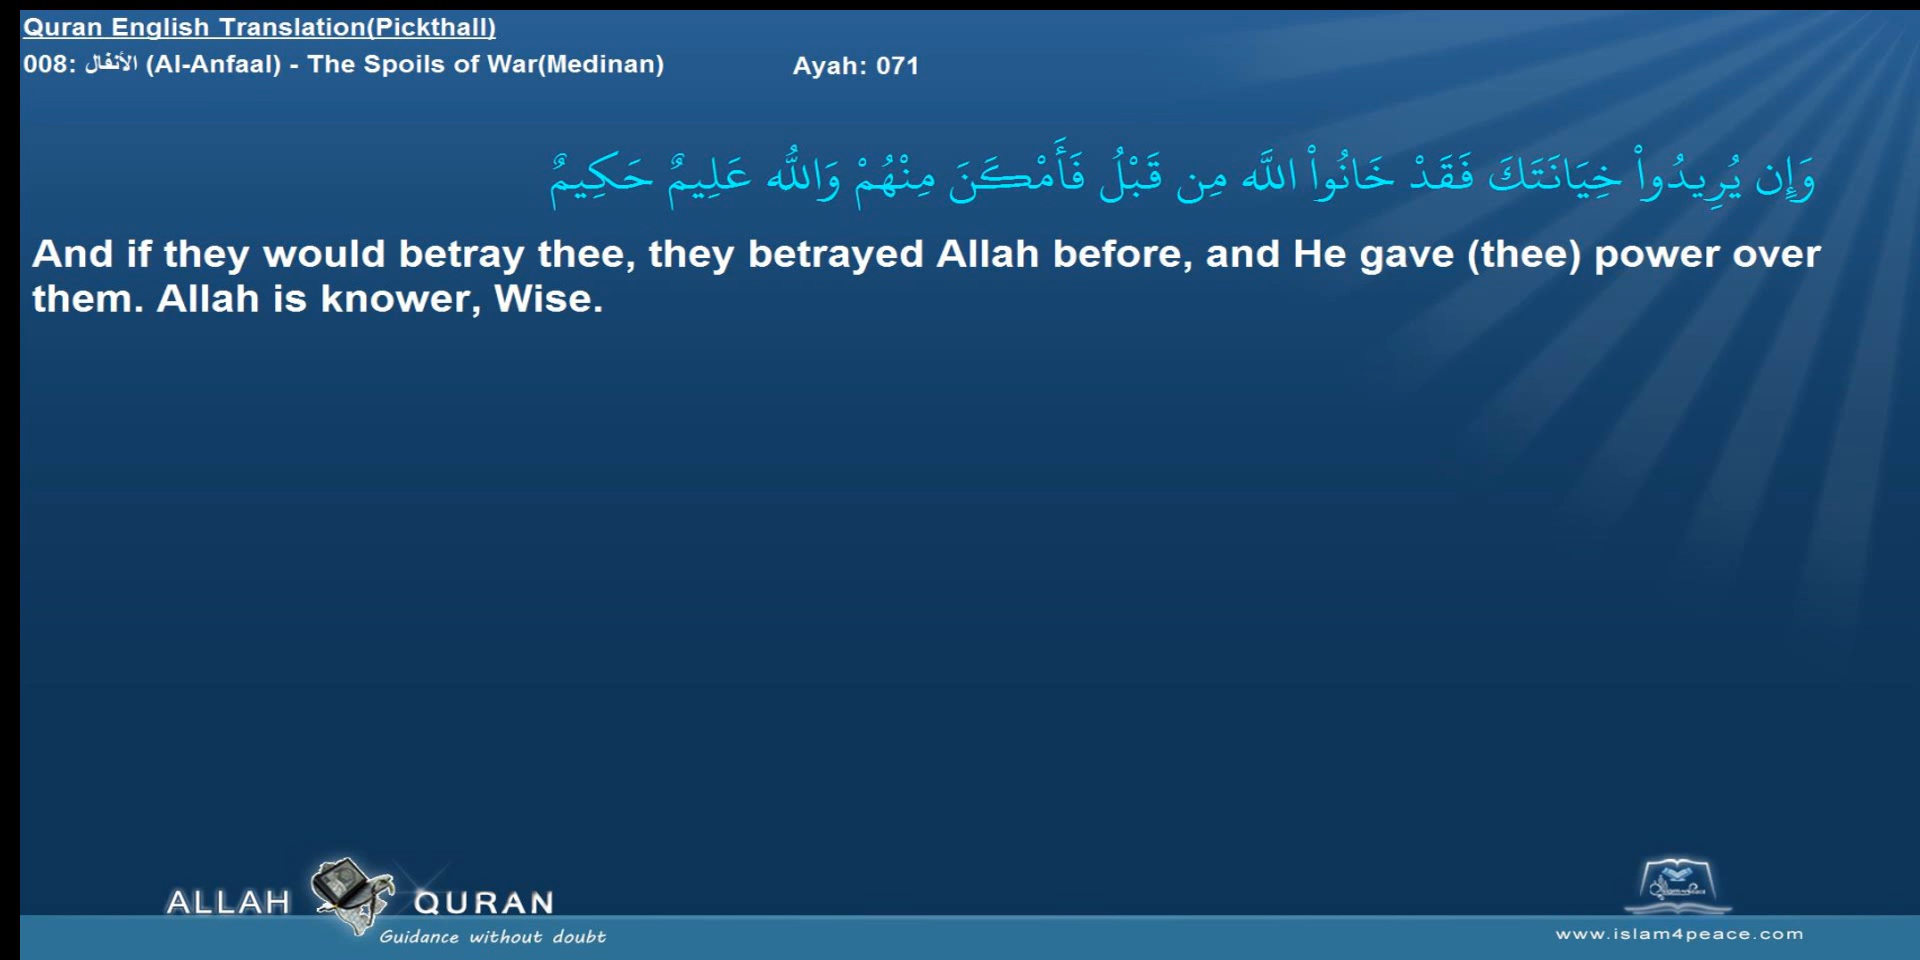 Quran English Translation(Pickthall)
008: الأنفال (Al-Anfaal) - The Spoils of War(Medinan) Ayah: 071
وَإِن يُرِيدُواْ خِيَانَتَكَ فَقَدْ خَانُواْ اللَّهَ مِن قَبْلُ فَأَمْكَنَ مِنْهُمْ وَاللَّهُ عَلِيمٌ حَكِيمٌ
And if they would betray thee, they betrayed Allah before, and He gave (thee) power over
them. Allah is knower, Wise.
ALLAH QURAN
Guidance without doubt
www.islam4peace.com